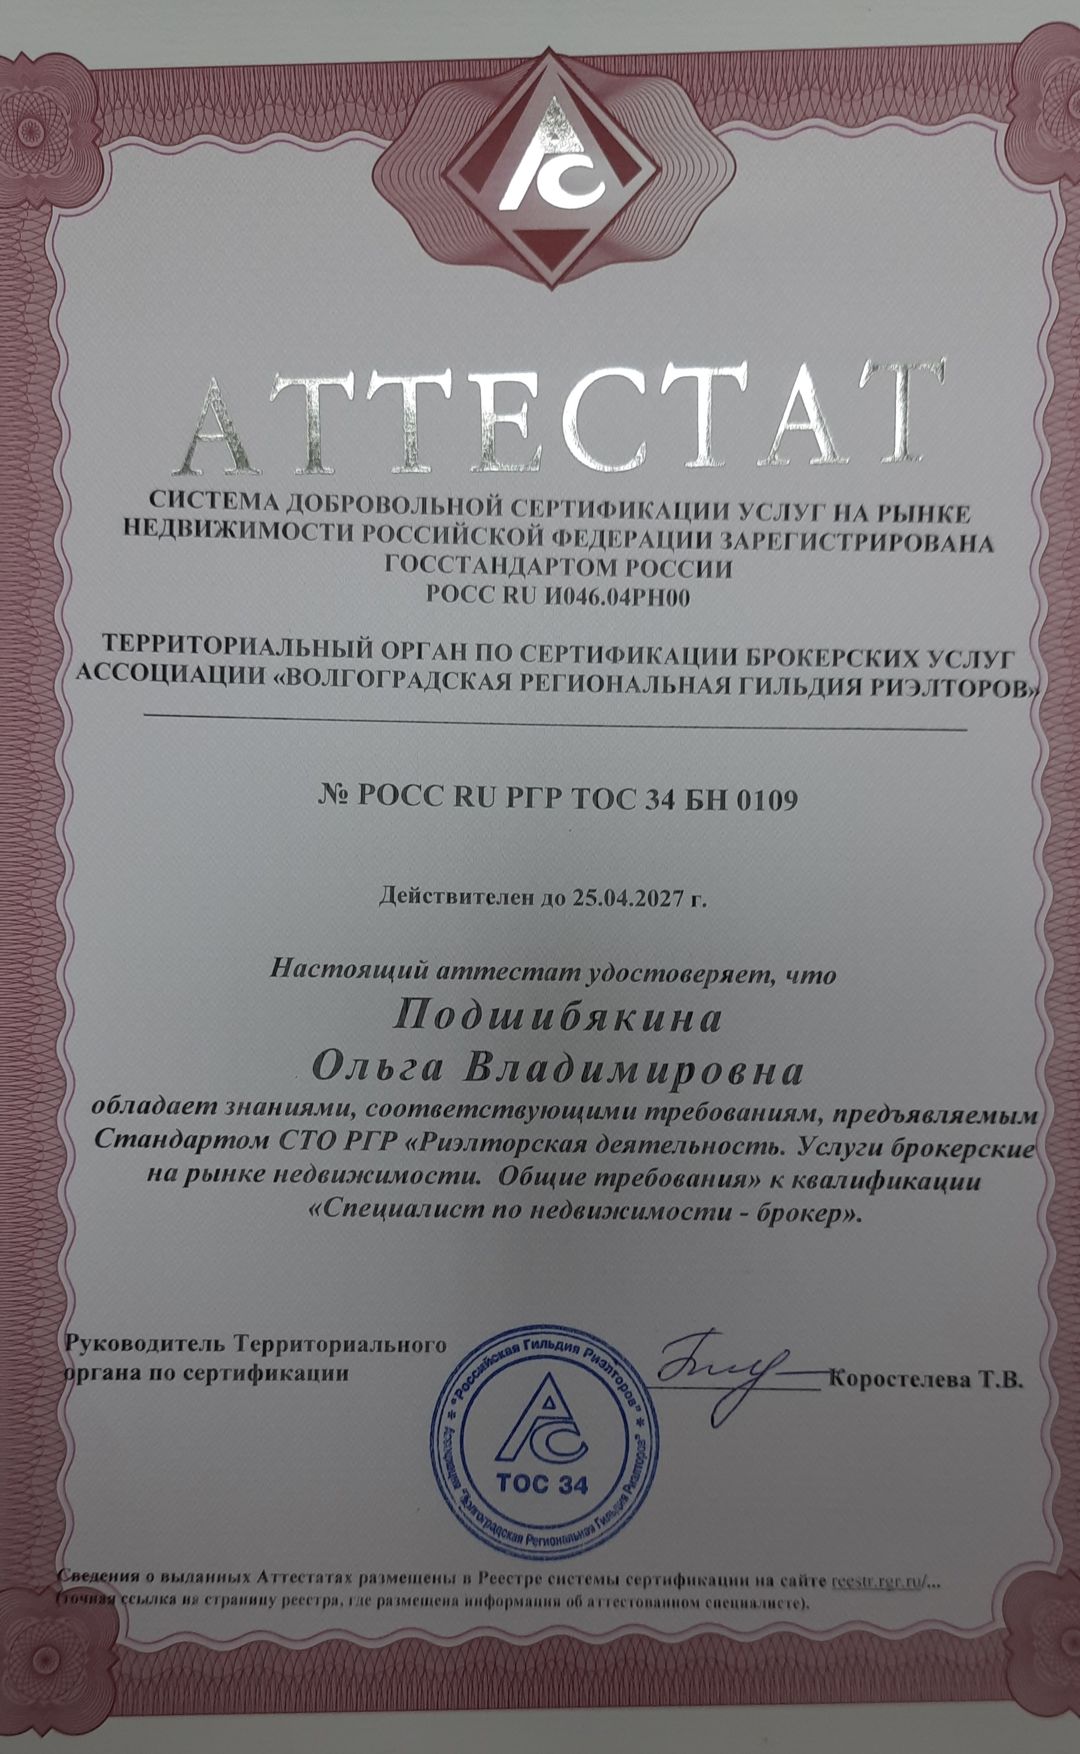 АС
АТТЕСТАТ
СИСТЕМА ДОБРОВОЛЬНОЙ СЕРТИФИКАЦИИ УСЛУГ НА РЫНКЕ
НЕДВИЖИМОСТИ РОССИЙСКОЙ ФЕДЕРАЦИИ ЗАРЕГИСТРИРОВАНА
ГОССТАНДАРТОМ РОССИИ
РОСС RU И046.04РН00
ТЕРРИТОРИАЛЬНЫЙ ОРГАН ПО СЕРТИФИКАЦИИ БРОКЕРСКИХ УСЛУГ
АССОЦИАЦИИ «ВОЛГОГРАДСКАЯ РЕГИОНАЛЬНАЯ ГИЛЬДИЯ РИЭЛТОРОВ»
№ РОСС RU РГР ТОС 34 БН 0109
Действителен до 25.04.2027 г.
Настоящий аттестат удостоверяет, что
Подшибякина
Ольга Владимировна
обладает знаниями, соответствующими требованиям, предъявляемым
Стандартом СТО РГР «Риэлторская деятельность. Услуги брокерские
на рынке недвижимости. Общие требования» к квалификации
«Специалист по недвижимости - брокер».
Руководитель Территориального
органа по сертификации
Коростелева Т.В.
* "Российская Гильдия Риэлторов" *
Ассоциация "Волгоградская Региональная Гильдия Риэлторов"
АС
ТОС 34
Сведения о выданных Аттестатах размещены в Реестре системы сертификации на сайте reestr.rgr.ru/...
(точная ссылка на страницу реестра, где размещена информация об аттестованном специалисте).